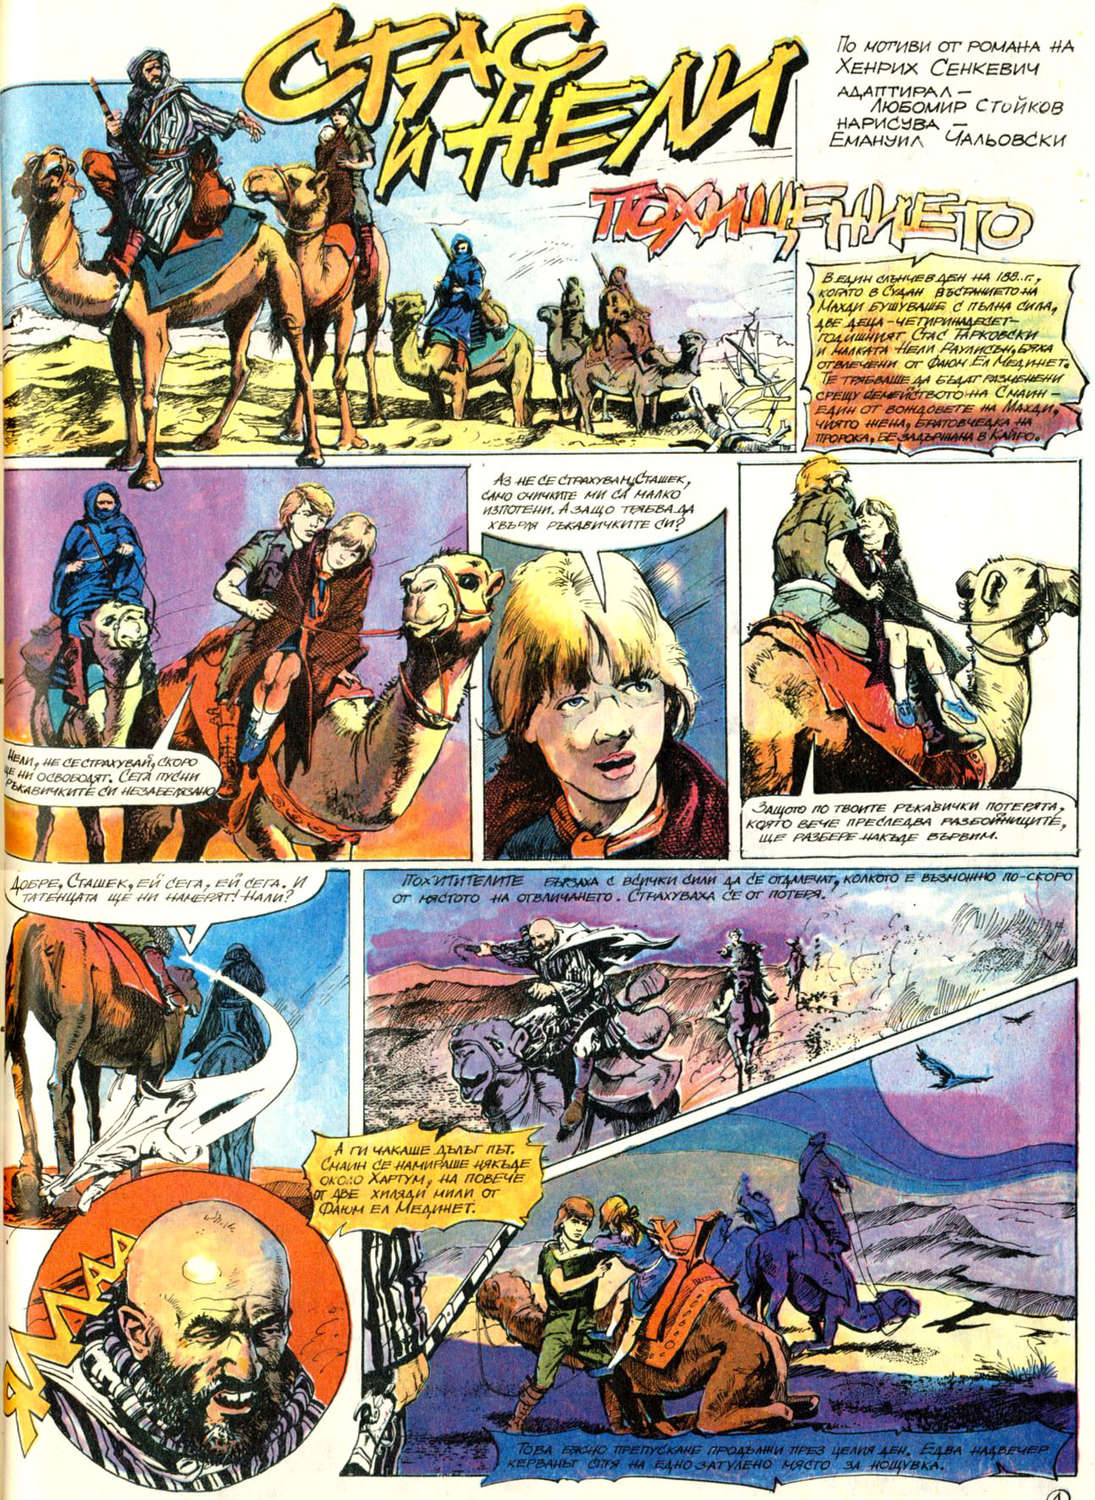 СТАС
И НЕЛИ
ПОХИЩЕНИЕТО
ПО МОТИВИ ОТ РОМАНА НА
ХЕНРИХ СЕНКЕВИЧ
АДАПТИРАЛ –
ЛЮБОМИР СТОЙКОВ
НАРИСУВА –
ЕМАНУИЛ ЧАЛЬОВСКИ
В ЕДИН СЛЪНЧЕВ ДЕН НА 188.. Г.,
КОГАТО В СУДАН ВЪСТАНИЕТО НА
МАХДИ БУШУВАШЕ С ПЪЛНА СИЛА,
ДВЕ ДЕЦА – ЧЕТИРИНАДЕСЕТ-
ГОДИШНИЯТ СТАС ТАРКОВСКИ
И МАЛКАТА НЕЛИ РАУЛИСЪН, БЯХА
ОТВЛЕЧЕНИ ОТ ФАЮМ ЕЛ МЕДИНЕТ.
ТЕ ТРЯБВАШЕ ДА БЪДАТ РАЗМЕНЕНИ
СРЕЩУ СЕМЕЙСТВОТО НА СМАИН –
ЕДИН ОТ ВОЖДОВЕТЕ НА МАХДИ,
ЧИЯТО ЖЕНА, БРАТОВЧЕДКА НА
ПРОРОКА, БЕ ЗАДЪРЖАНА В КАЙРО.
НЕЛИ, НЕ СЕ СТРАХУВАЙ, СКОРО
ЩЕ НИ ОСВОБОДЯТ. СЕГА ПУСНИ
РЪКАВИЧКИТЕ СИ НЕЗАБЕЛЯЗАНО
АЗ НЕ СЕ СТРАХУВАМ, СТАШЕК,
САМО ОЧИЧКИТЕ МИ СА МАЛКО
ИЗПОТЕНИ. А ЗАЩО ТРЯБВА ДА
ХВЪРЛЯ РЪКАВИЧКИТЕ СИ?
ЗАЩОТО ПО ТВОИТЕ РЪКАВИЧКИ ПОТЕРЯТА,
КОЯТО ВЕЧЕ ПРЕСЛЕДВА РАЗБОЙНИЦИТЕ,
ЩЕ РАЗБЕРЕ НАКЪДЕ ВЪРВИМ.
ДОБРЕ, СТАШЕК, ЕЙ СЕГА, ЕЙ СЕГА. И
ТАТЕНЦАТА ЩЕ НИ НАМЕРЯТ! НАЛИ?
ПОХИТИТЕЛИТЕ БЪРЗАХА С ВСИЧКИ СИЛИ ДА СЕ ОТДАЛЕЧАТ, КОЛКОТО Е ВЪЗМОЖНО ПО-СКОРО
ОТ МЯСТОТО НА ОТВЛИЧАНЕТО. СТРАХУВАХА СЕ ОТ ПОТЕРЯ.
А ГИ ЧАКАШЕ ДЪЛЪГ ПЪТ.
СМАИН СЕ НАМИРАШЕ НЯКЪДЕ
ОКОЛО ХАРТУМ, НА ПОВЕЧЕ
ОТ ДВЕ ХИЛЯДИ МИЛИ ОТ
ФАЮМ ЕЛ МЕДИНЕТ.
ЯЛЛАА
ТОВА БЯСНО ПРЕПУСКАНЕ ПРОДЪЛЖИ ПРЕЗ ЦЕЛИЯ ДЕН. ЕДВА НАДВЕЧЕР
КЕРВАНЪТ СПРЯ НА ЕДНО ЗАТУЛЕНО МЯСТО ЗА НОЩУВКА.
1